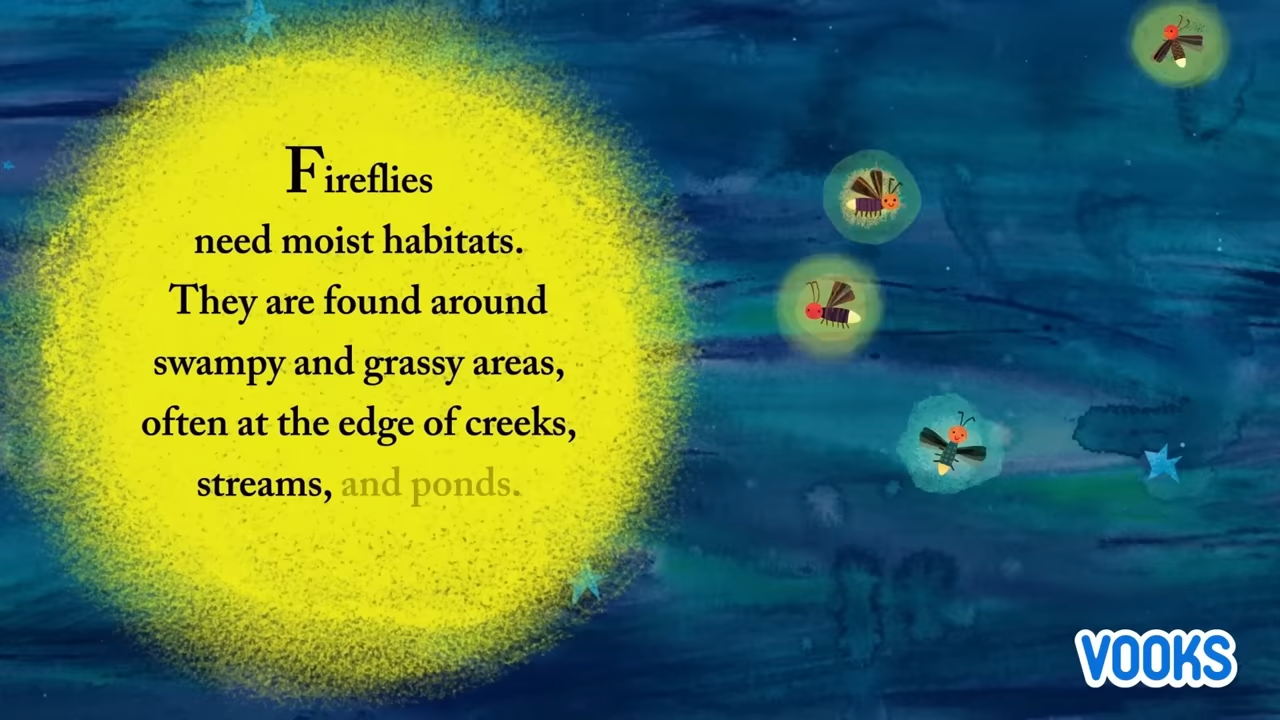 Fireflies
need moist habitats.
They are found around
swampy and grassy areas,
often at the edge of creeks,
streams, and ponds.
VOOKS